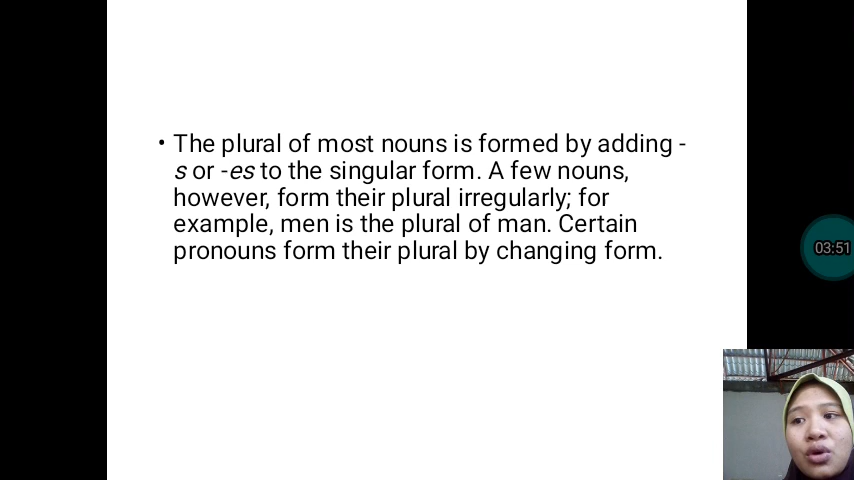 • The plural of most nouns is formed by adding -
s or -es to the singular form. A few nouns,
however, form their plural irregularly; for
example, men is the plural of man. Certain
pronouns form their plural by changing form.
03:51